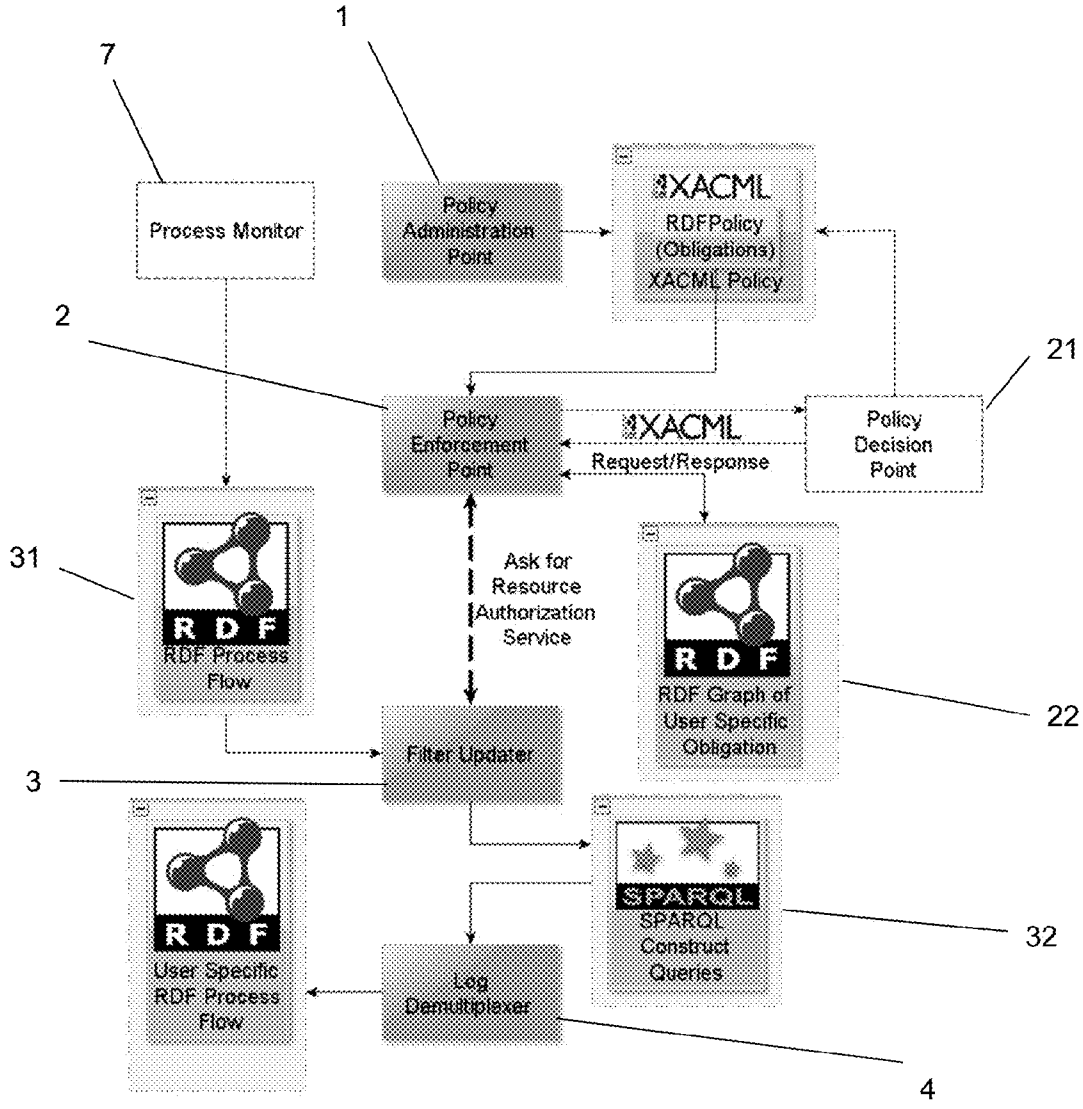 1
7
XACML
Policy
Administration
Point
RDFPolicy
(Obligations)
XACML Policy
Process Monitor
2
21
Policy
Enforcement
Point
XACML
Request/Response
Policy
Decision
Point
31
RDF
RDF Process
Flow
Ask for
Resource
Authorization
Service
RDF
RDF Graph of
User Specific
Obligation
22
Filter Updater
3
RDF
User Specific
RDF Process
Flow
SPARQL
SPARQL
Construct
Queries
32
Log
Demultiplexer
4